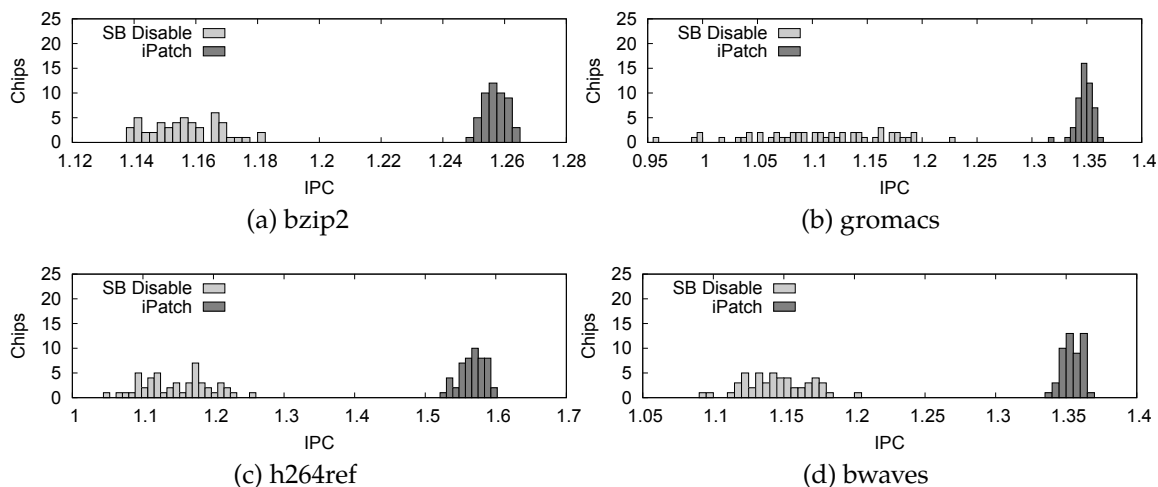 25
20
15
10
5
0
Chips
SB Disable
iPatch
1.12 1.14 1.16 1.18 1.2 1.22 1.24 1.26 1.28
IPC
(a) bzip2
25
20
15
10
5
0
Chips
SB Disable
iPatch
0.95 1 1.05 1.1 1.15 1.2 1.25 1.3 1.35 1.4
IPC
(b) gromacs
25
20
15
10
5
0
Chips
SB Disable
iPatch
1 1.1 1.2 1.3 1.4 1.5 1.6 1.7
IPC
(c) h264ref
25
20
15
10
5
0
Chips
SB Disable
iPatch
1.05 1.1 1.15 1.2 1.25 1.3 1.35 1.4
IPC
(d) bwaves